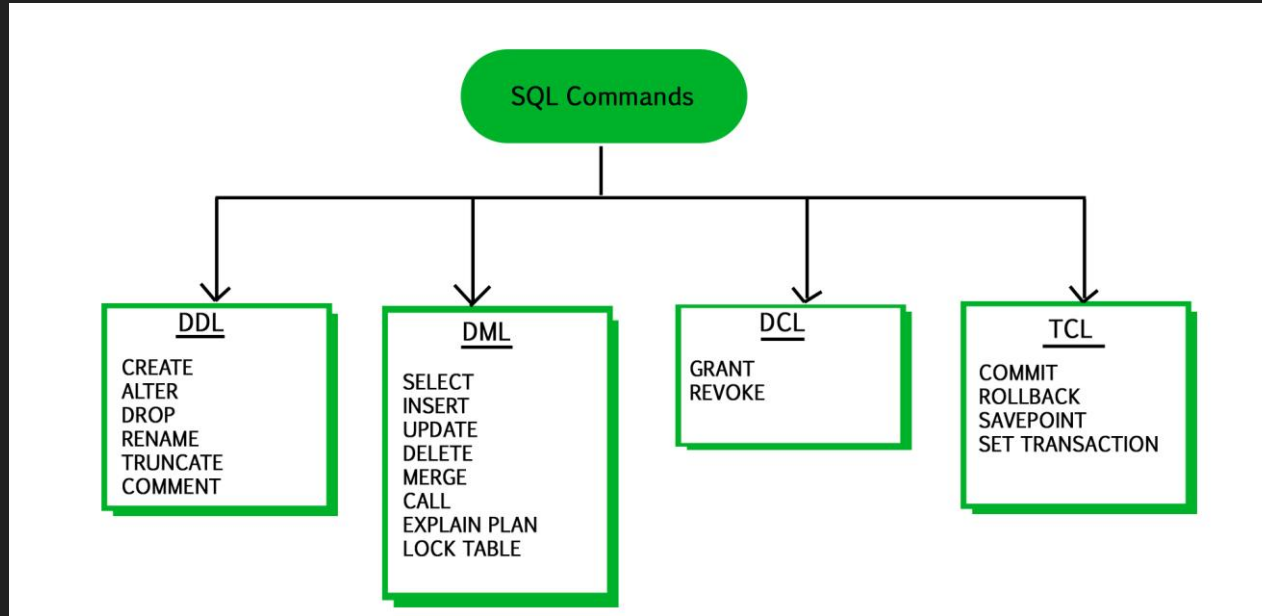 SQL Commands
DDL
CREATE
ALTER
DROP
RENAME
TRUNCATE
COMMENT
DML
SELECT
INSERT
UPDATE
DELETE
MERGE
CALL
EXPLAIN PLAN
LOCK TABLE
DCL
GRANT
REVOKE
TCL
COMMIT
ROLLBACK
SAVEPOINT
SET TRANSACTION